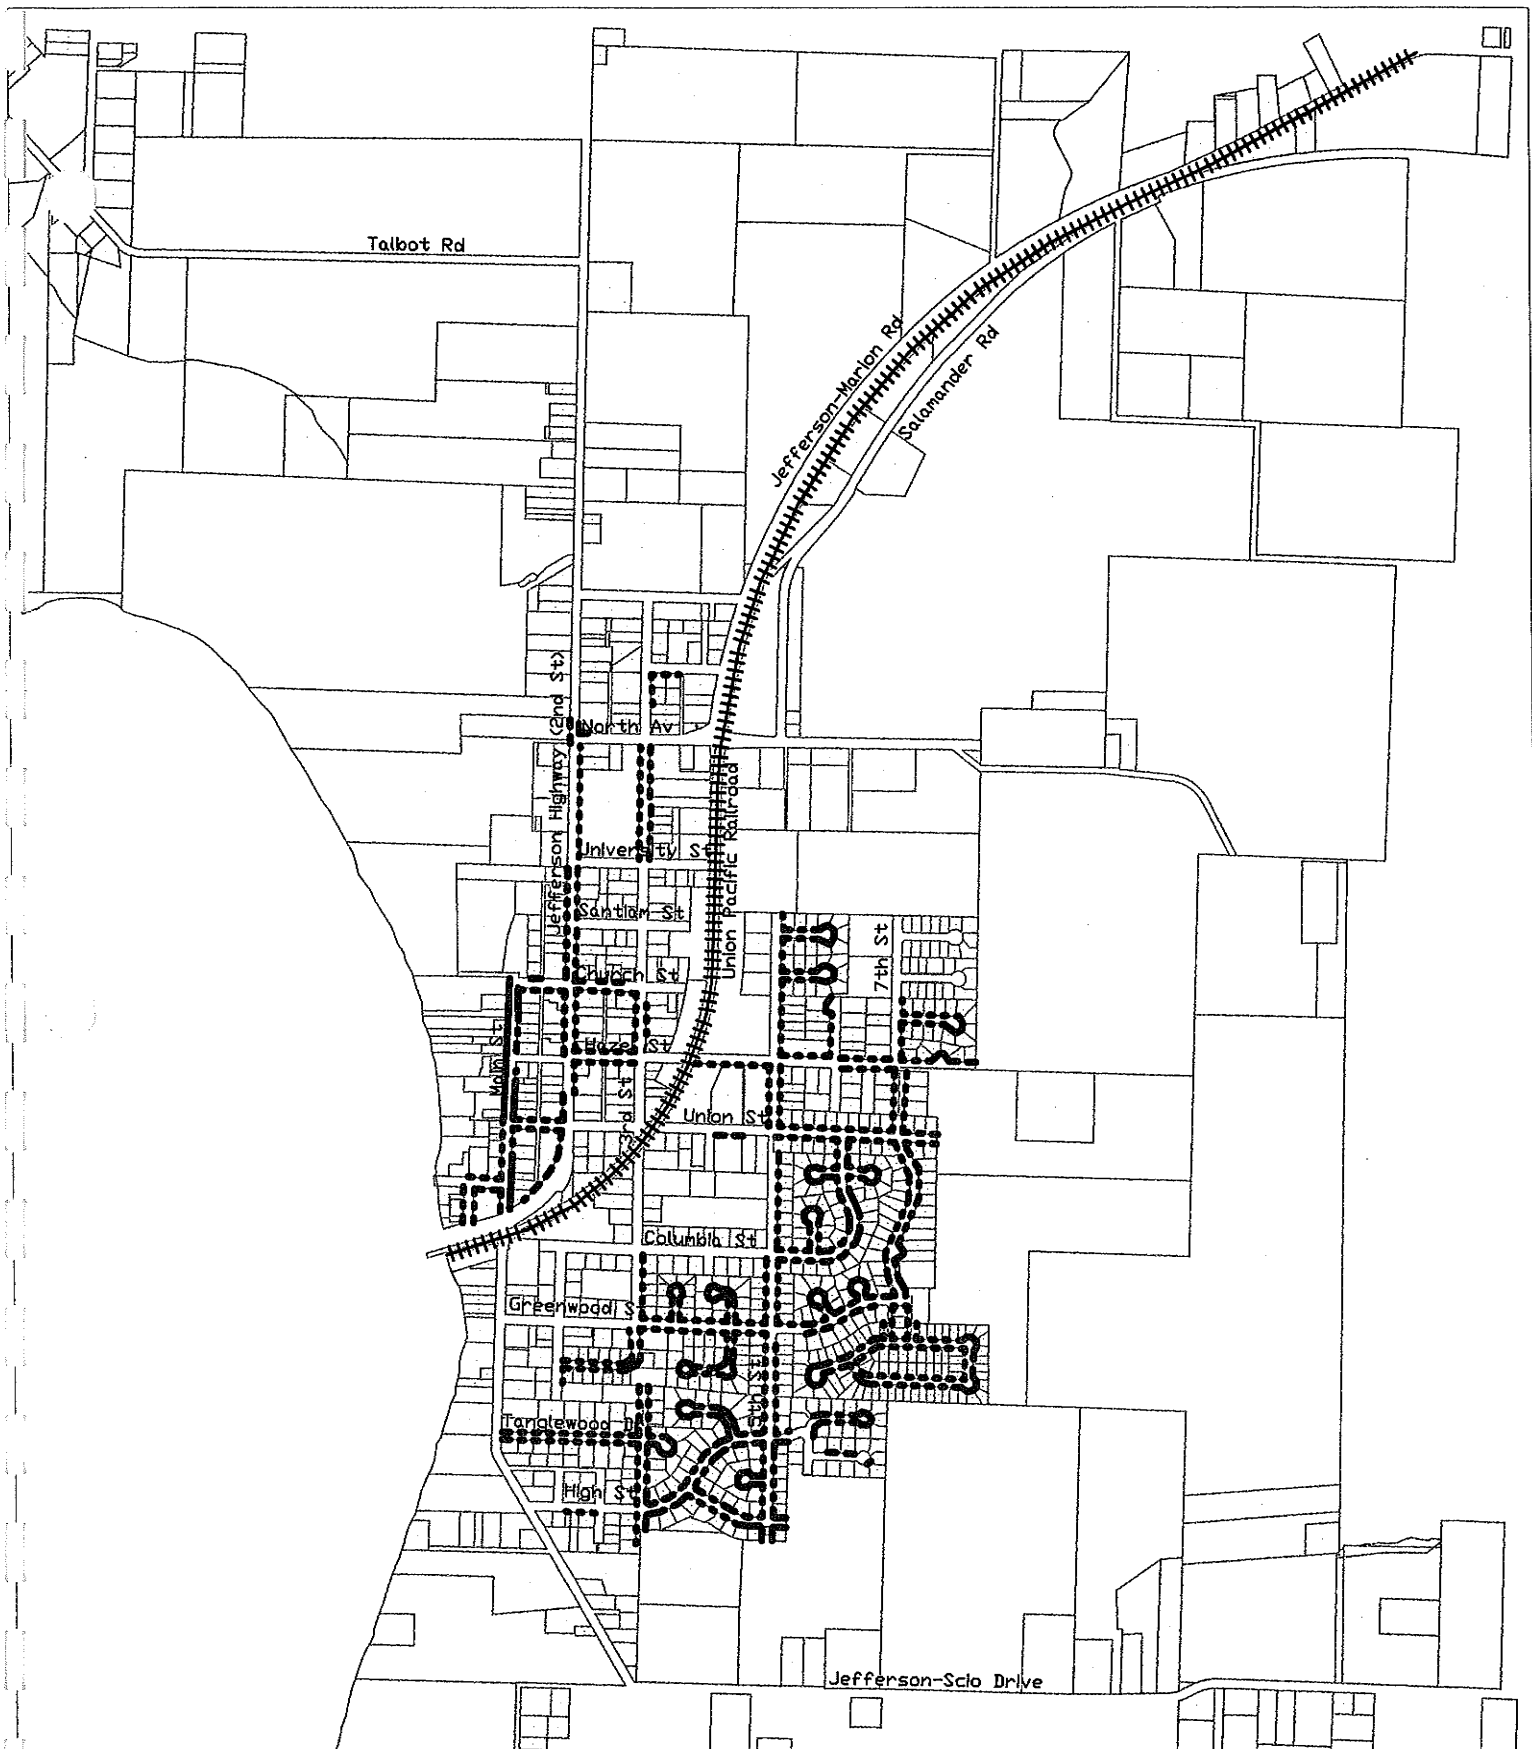 Talbot Rd
Jefferson-Marion Rd
Salamander Rd
Jefferson Highway (2nd St)
North Av
Union Pacific Railroad
University St
Santiam St
7th St
Church St
Main St
Hazel St
3rd St
Union St
Columbia St
Greenwood S
5th St
Tanglewood Dr
High St
Jefferson-Scio Drive